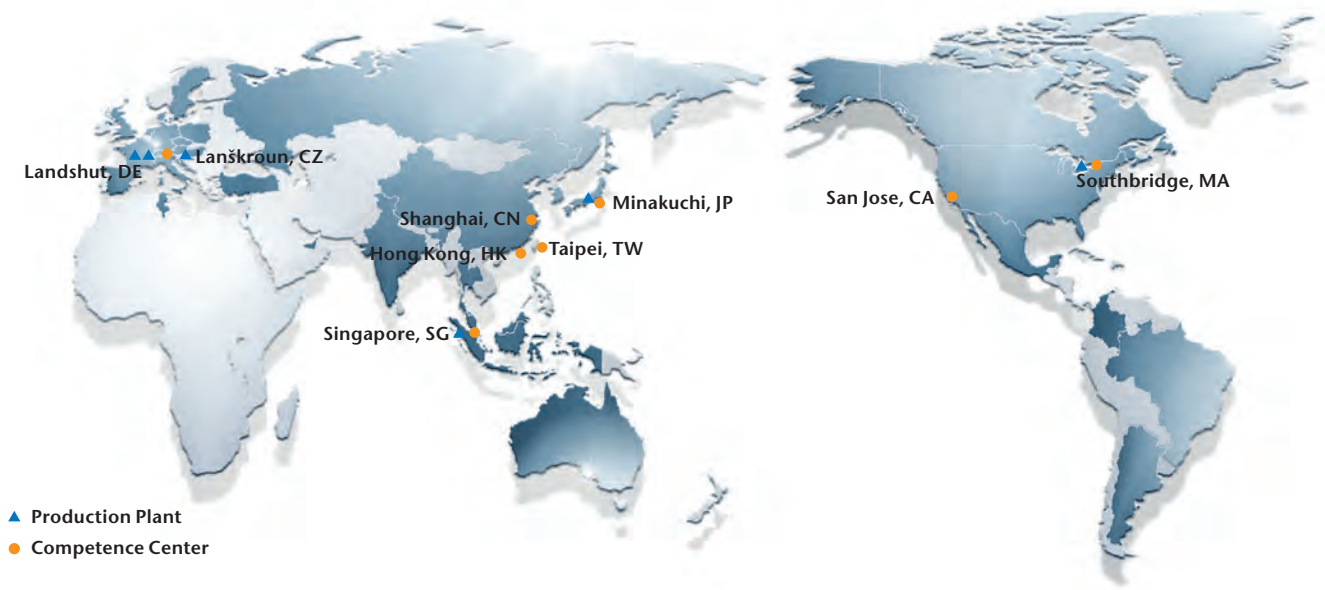 Landshut, DE
Lanškroun, CZ
Minakuchi, JP
Shanghai, CN
Hong Kong, HK
Taipei, TW
Singapore, SG
San Jose, CA
Southbridge, MA
Production Plant
Competence Center